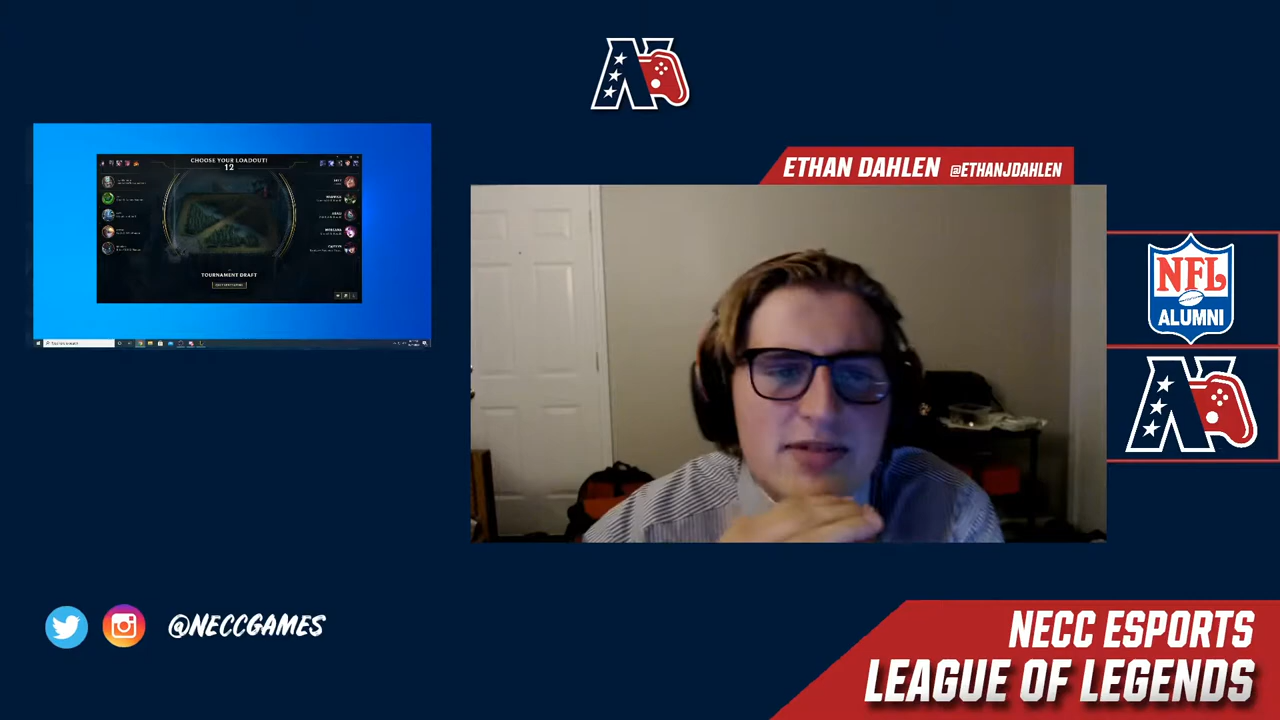 CHOOSE YOUR LOADOUT!
12
TOURNAMENT DRAFT
ETHAN DAHLEN @ETHANJDAHLEN
NFL
ALUMNI
@NECCGAMES
NECC ESPORTS
LEAGUE OF LEGENDS